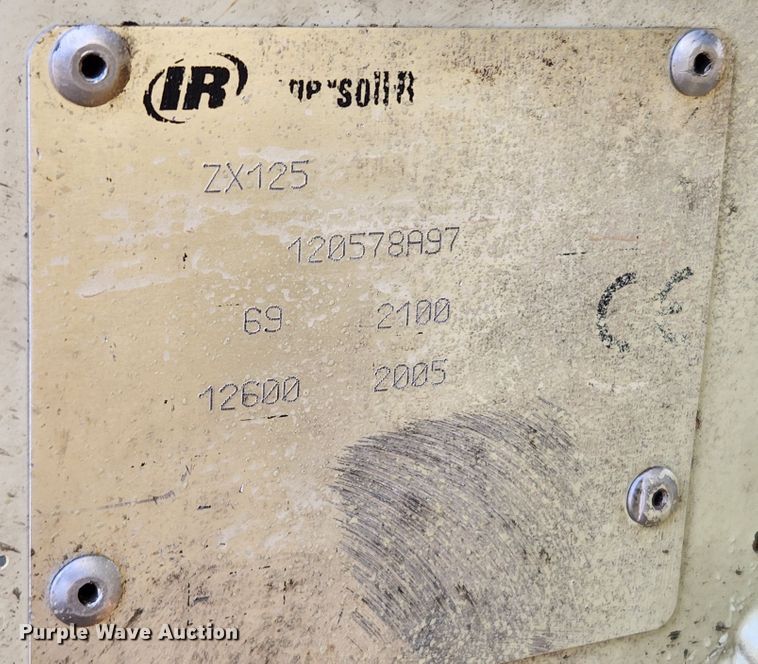 IR
ZX125
120578A97
69 2100
12600 2005
CE
Purple Wave Auction